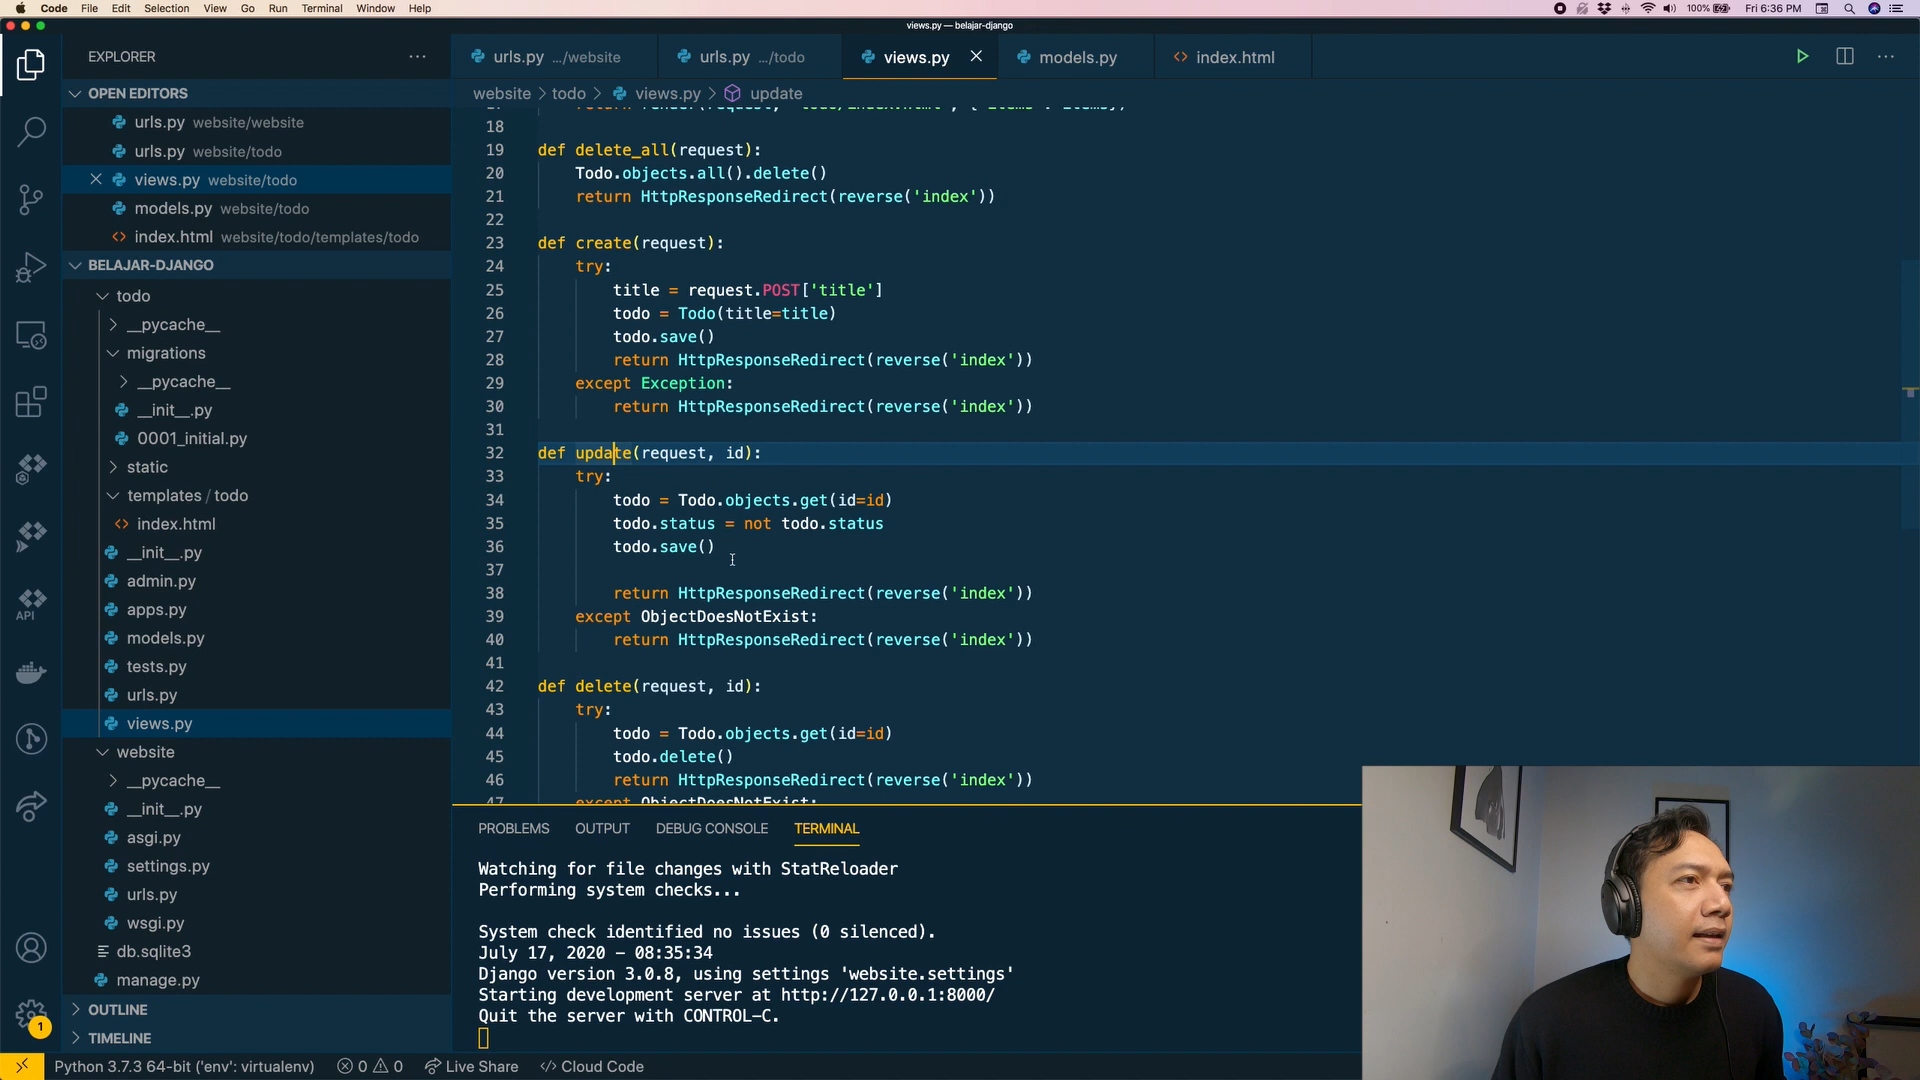 Code File Edit Selection View Go Run Terminal Window Help
100% Fri 6:36 PM
views.py — belajar-django
EXPLORER
urls.py .../website
urls.py .../todo
views.py
models.py
<> index.html
OPEN EDITORS
urls.py website/website
urls.py website/todo
views.py website/todo
models.py website/todo
<> index.html website/todo/templates/todo
BELAJAR-DJANGO
todo
__pycache__
migrations
__pycache__
__init__.py
0001_initial.py
static
templates / todo
<> index.html
__init__.py
admin.py
apps.py
models.py
tests.py
urls.py
views.py
website
__pycache__
__init__.py
asgi.py
settings.py
urls.py
wsgi.py
db.sqlite3
manage.py
OUTLINE
TIMELINE
API
1
website > todo > views.py > update
18
19 def delete_all(request):
20 Todo.objects.all().delete()
21 return HttpResponseRedirect(reverse('index'))
22
23 def create(request):
24 try:
25 title = request.POST['title']
26 todo = Todo(title=title)
27 todo.save()
28 return HttpResponseRedirect(reverse('index'))
29 except Exception:
30 return HttpResponseRedirect(reverse('index'))
31
32 def update(request, id):
33 try:
34 todo = Todo.objects.get(id=id)
35 todo.status = not todo.status
36 todo.save()
37
38 return HttpResponseRedirect(reverse('index'))
39 except ObjectDoesNotExist:
40 return HttpResponseRedirect(reverse('index'))
41
42 def delete(request, id):
43 try:
44 todo = Todo.objects.get(id=id)
45 todo.delete()
46 return HttpResponseRedirect(reverse('index'))
47 except ObjectDoesNotExist:
PROBLEMS OUTPUT DEBUG CONSOLE TERMINAL
Watching for file changes with StatReloader
Performing system checks...
System check identified no issues (0 silenced).
July 17, 2020 - 08:35:34
Django version 3.0.8, using settings 'website.settings'
Starting development server at http://127.0.0.1:8000/
Quit the server with CONTROL-C.
Python 3.7.3 64-bit ('env': virtualenv) 0 0 Live Share </> Cloud Code